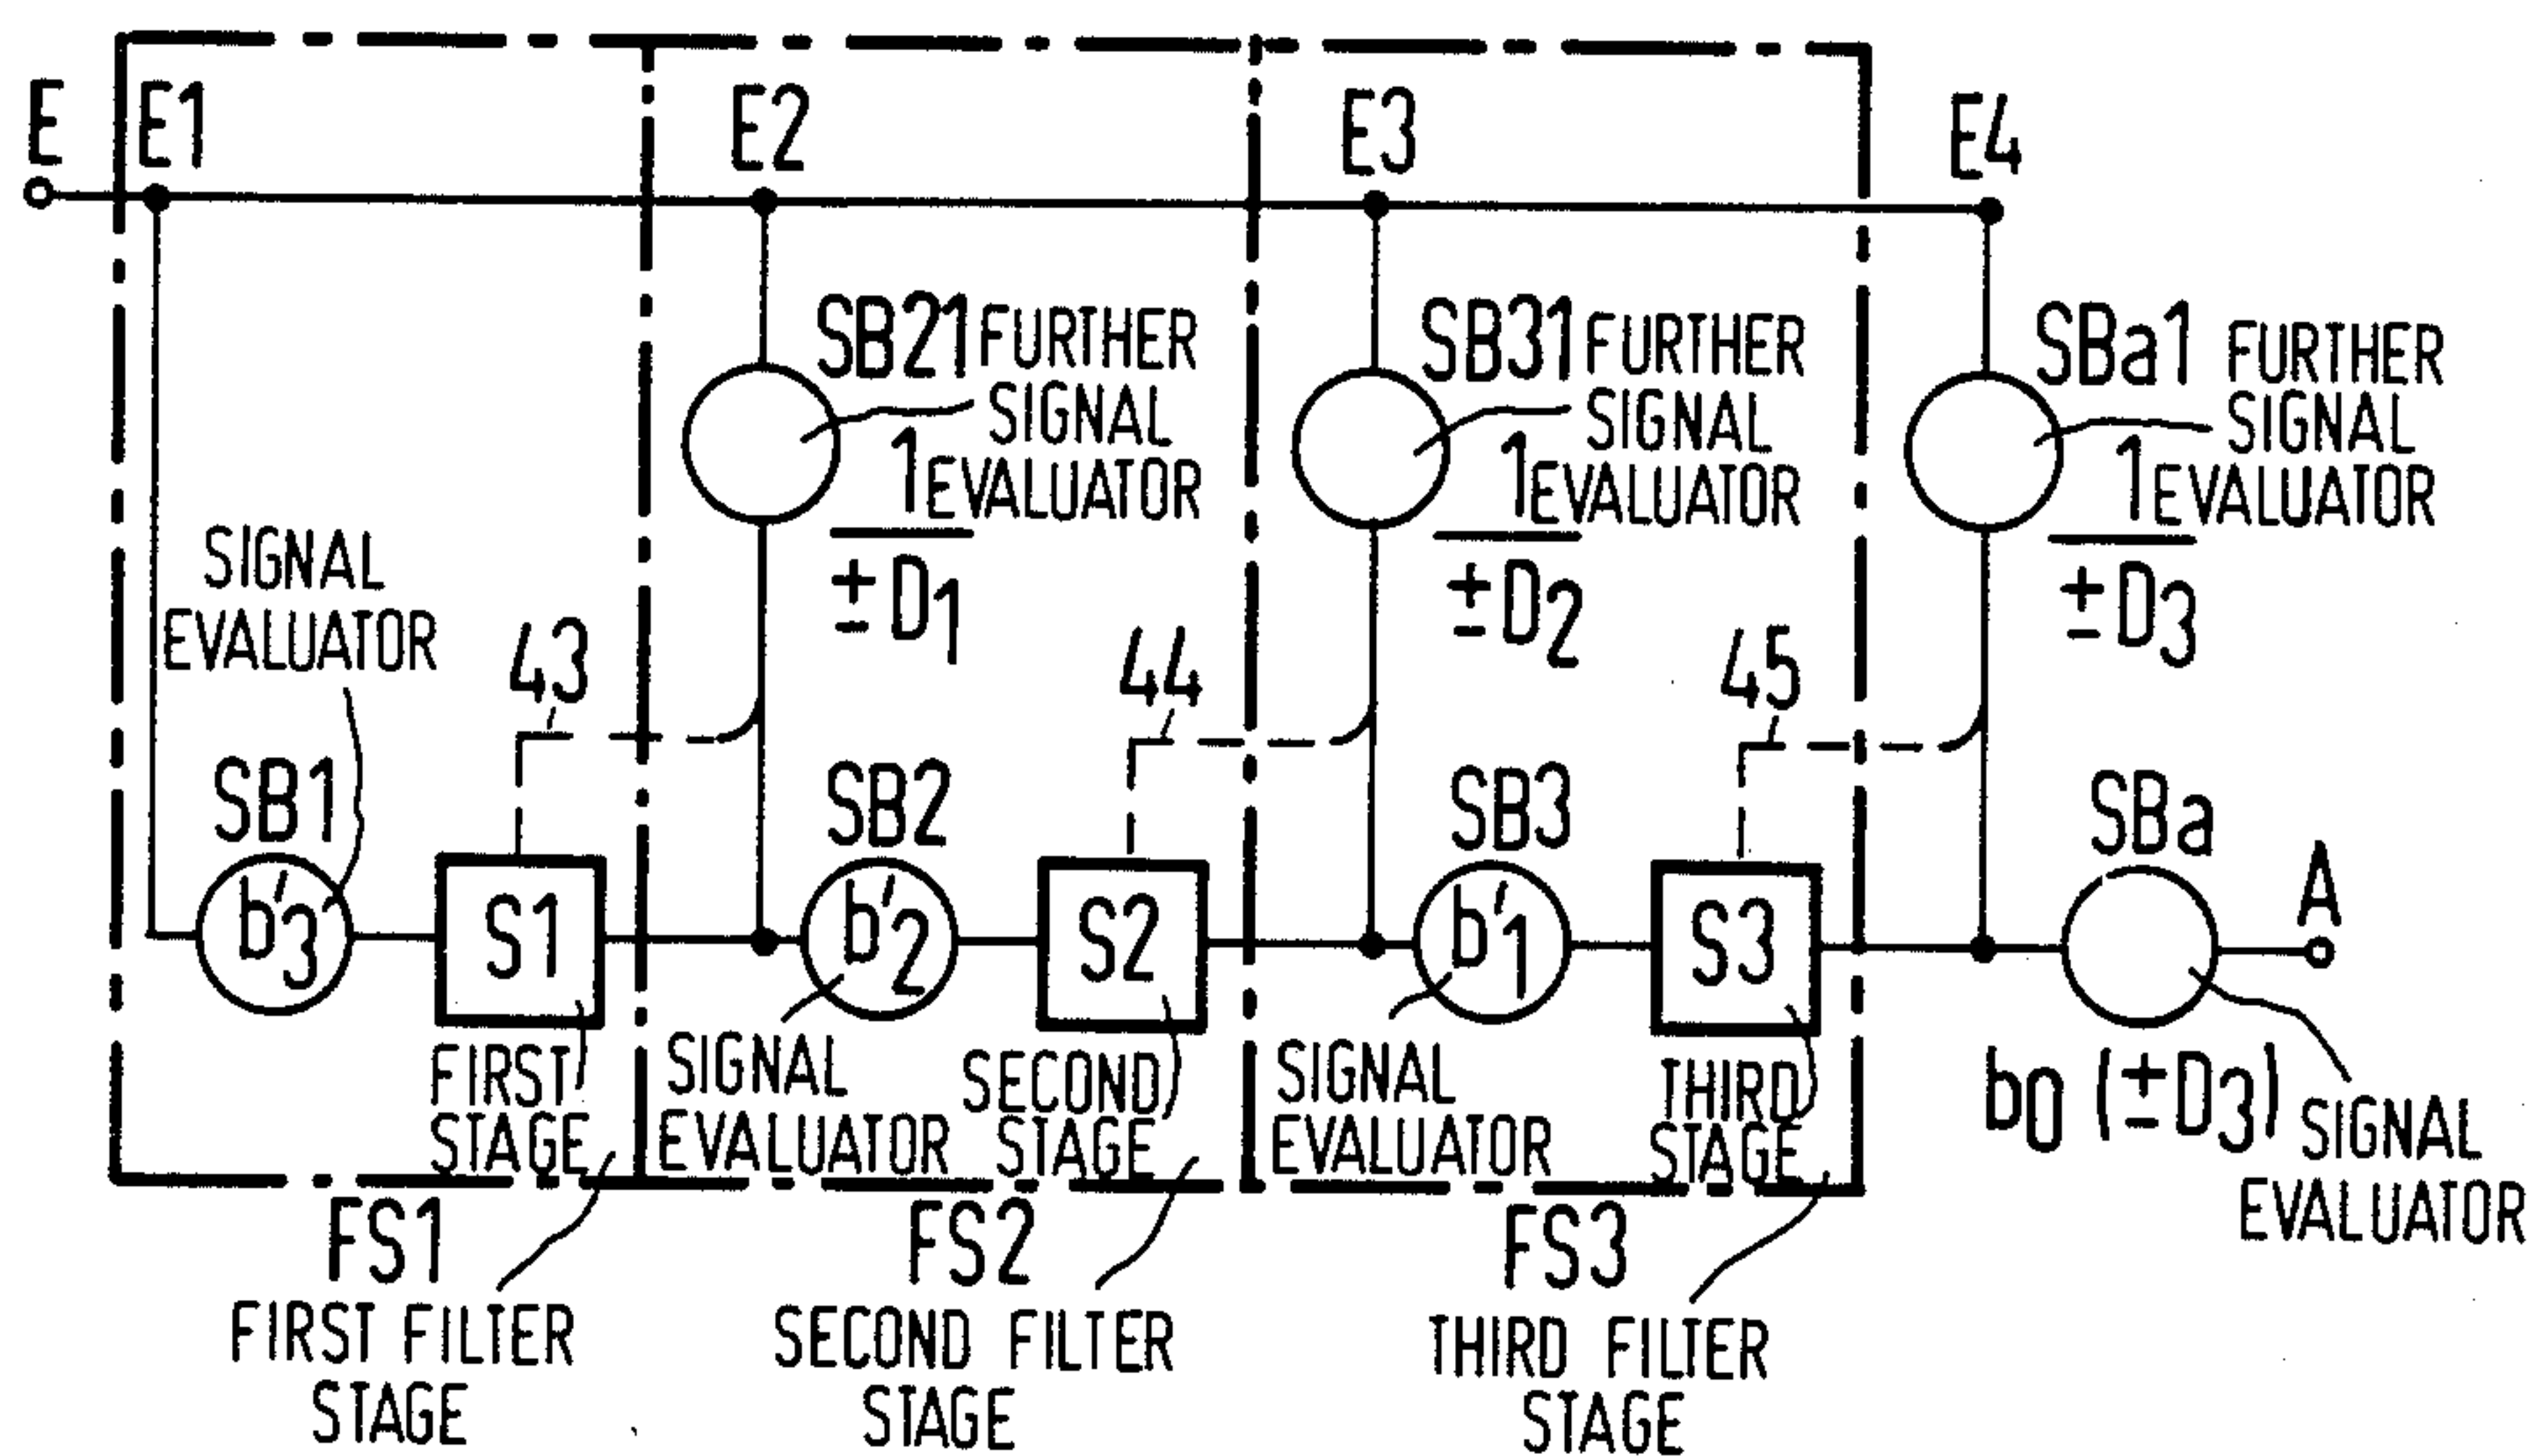 E E1 E2 E3 E4
SB21 FURTHER SIGNAL EVALUATOR
1
± D1
SB31 FURTHER SIGNAL EVALUATOR
1
± D2
SBa1 FURTHER SIGNAL EVALUATOR
1
± D3
SIGNAL
EVALUATOR
43
44
45
SB1
SB2
SB3
SBa
A
b'3
S1
b'2
S2
b'1
S3
FIRST
STAGE
SIGNAL
EVALUATOR
SECOND
STAGE
SIGNAL
EVALUATOR
THIRD
STAGE
b0 (±D3)
SIGNAL
EVALUATOR
FS1
FIRST FILTER
STAGE
FS2
SECOND FILTER
STAGE
FS3
THIRD FILTER
STAGE